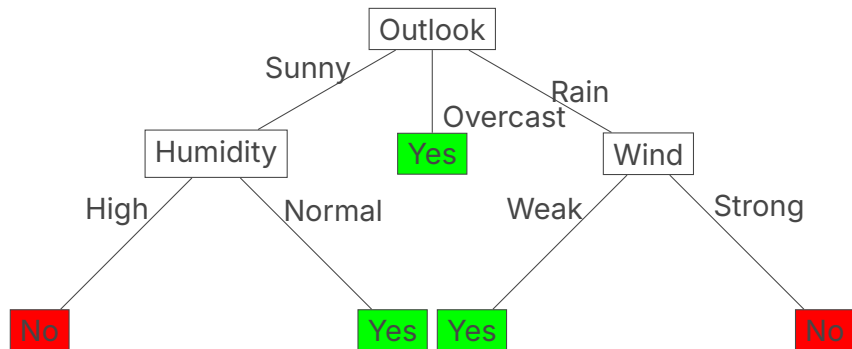 Outlook
Sunny
Rain
Overcast
Humidity
Yes
Wind
High
Normal
Weak
Strong
No
Yes
Yes
No